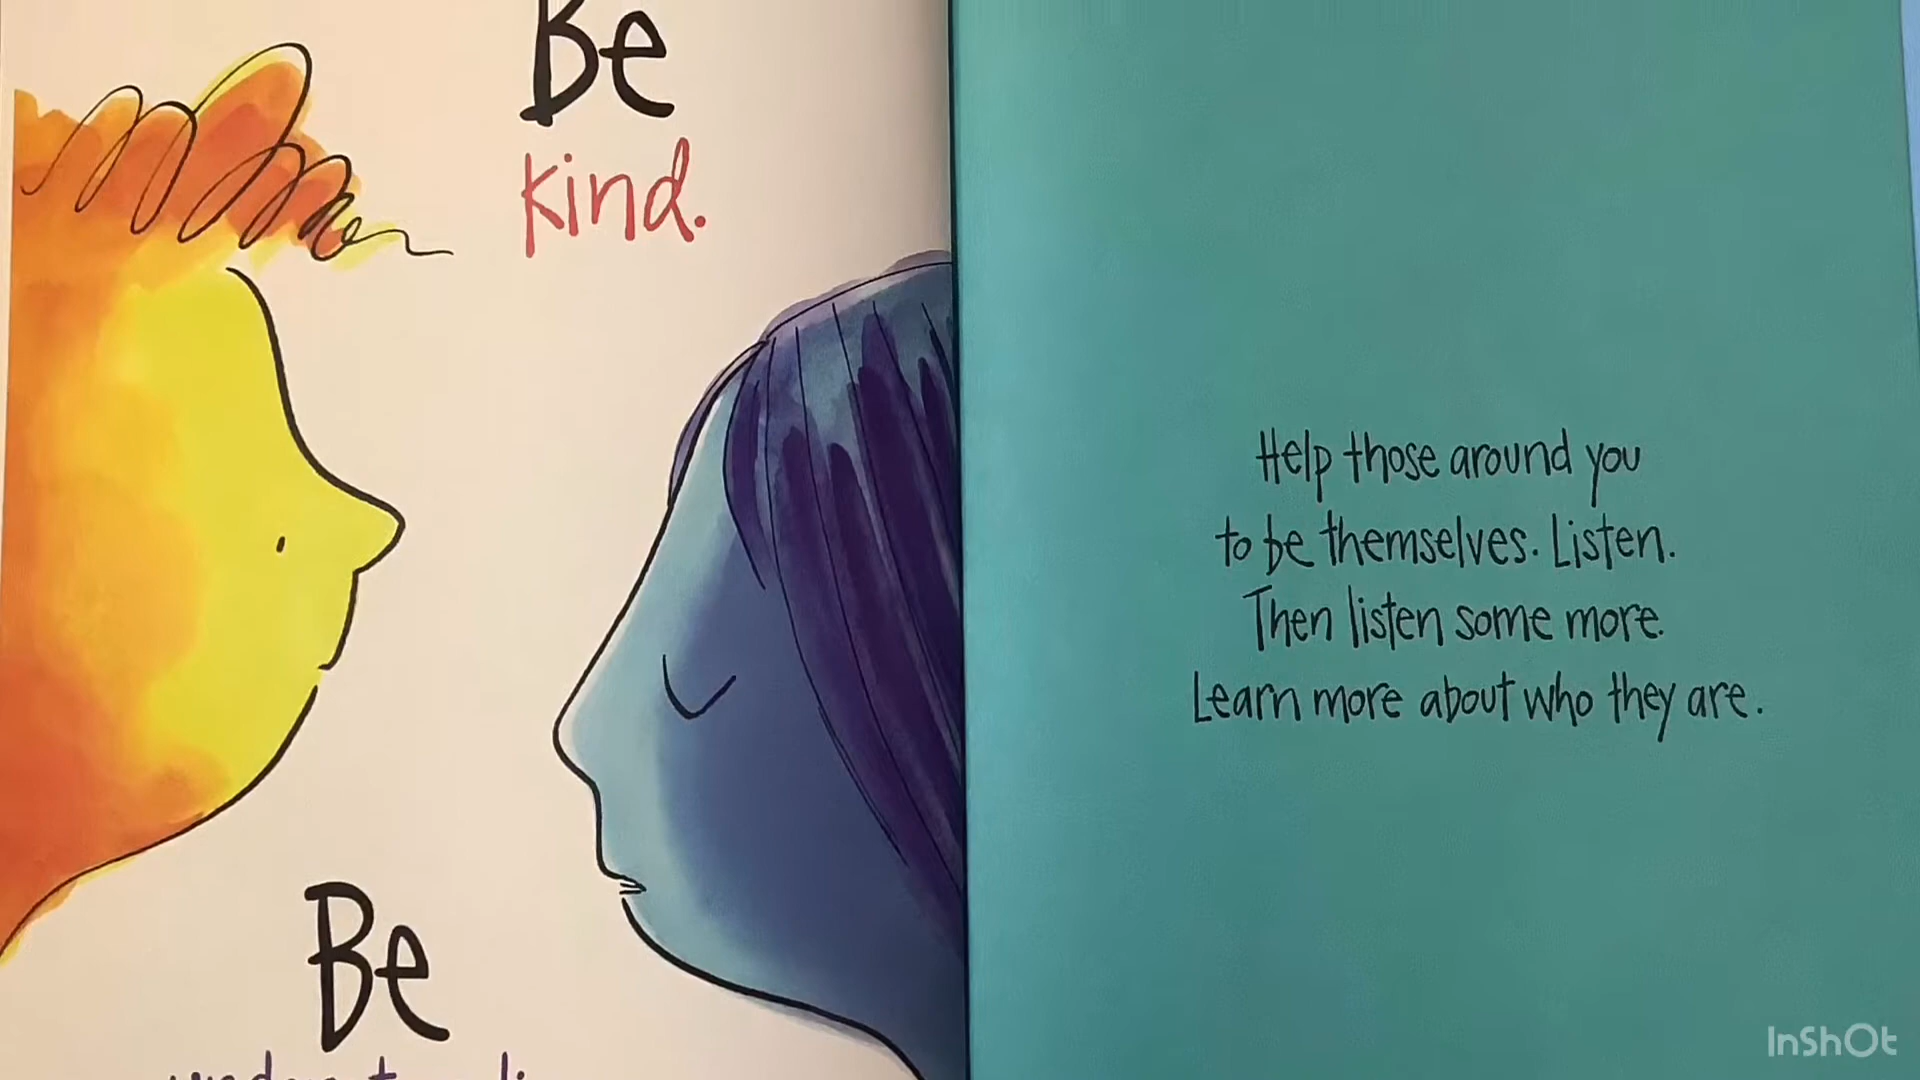 Be
kind.
Be
Help those around you
to be themselves. Listen.
Then listen some more.
Learn more about who they are.
InShOt